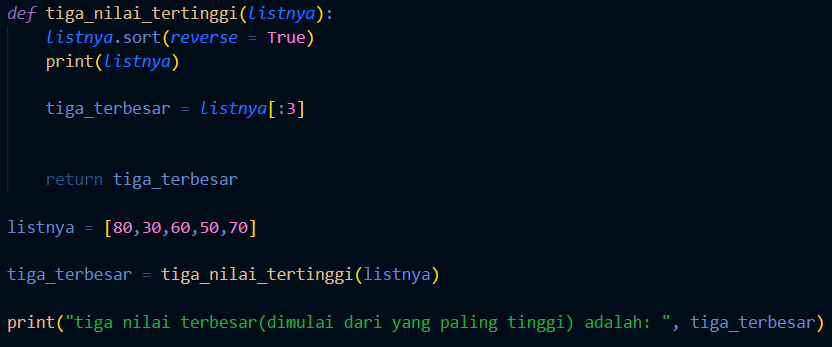 def tiga_nilai_tertinggi(listnya):
    listnya.sort(reverse = True)
    print(listnya)
    tiga_terbesar = listnya[:3]
    return tiga_terbesar
listnya = [80,30,60,50,70]
tiga_terbesar = tiga_nilai_tertinggi(listnya)
print("tiga nilai terbesar(dimulai dari yang paling tinggi) adalah: ", tiga_terbesar)